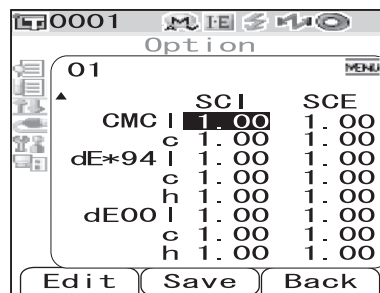 0001 M I+E
Option
01 MENU
SCI SCE
CMC l 1.00 1.00
c 1.00 1.00
dE*94 l 1.00 1.00
c 1.00 1.00
h 1.00 1.00
dE00 l 1.00 1.00
c 1.00 1.00
h 1.00 1.00
Edit Save Back